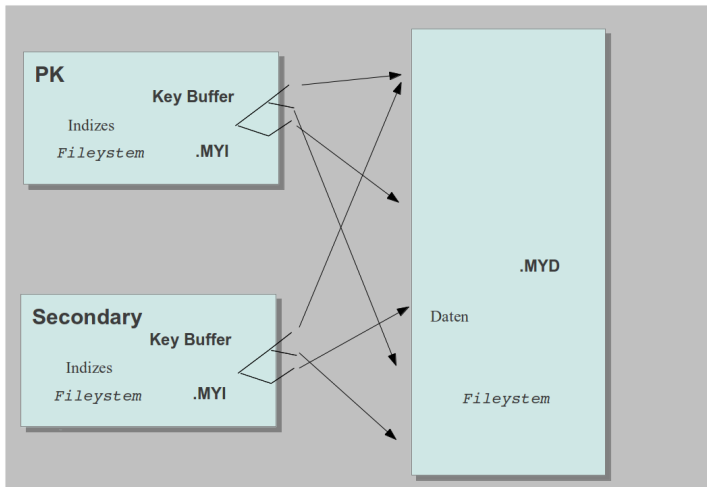 PK
Key Buffer
Indizes
Fileystem .MYI
Secondary
Key Buffer
Indizes
Fileystem .MYI
.MYD
Daten
Fileystem